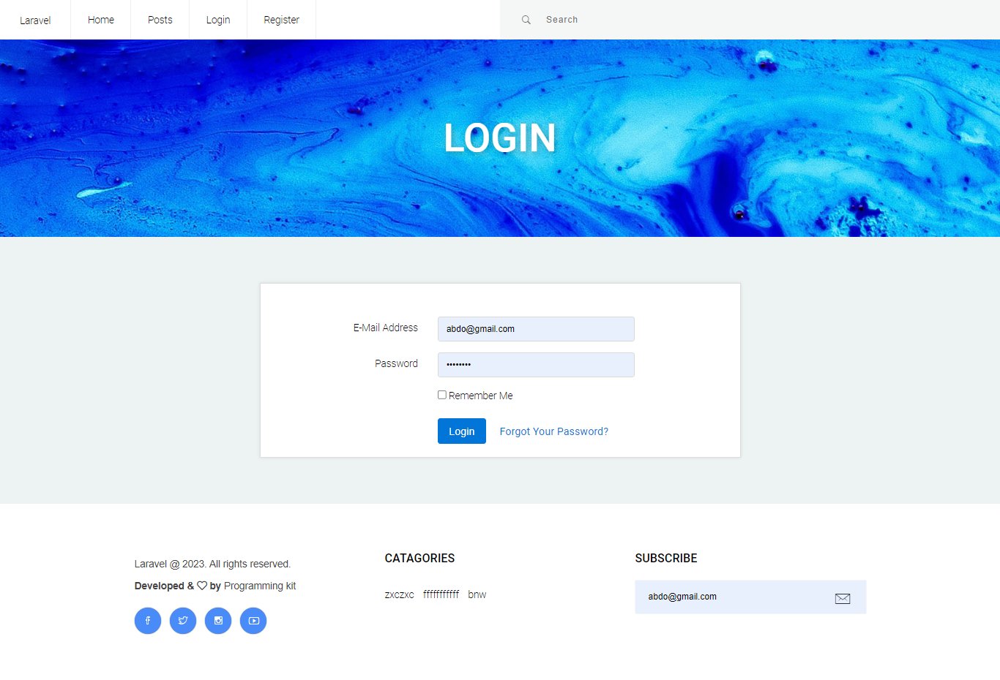 Laravel
Home
Posts
Login
Register
Search
LOGIN
E-Mail Address
abdo@gmail.com
Password
••••••••
Remember Me
Login
Forgot Your Password?
Laravel @ 2023. All rights reserved.
Developed & ♡ by Programming kit
CATAGORIES
zxczxc fffffffffff bnw
SUBSCRIBE
abdo@gmail.com